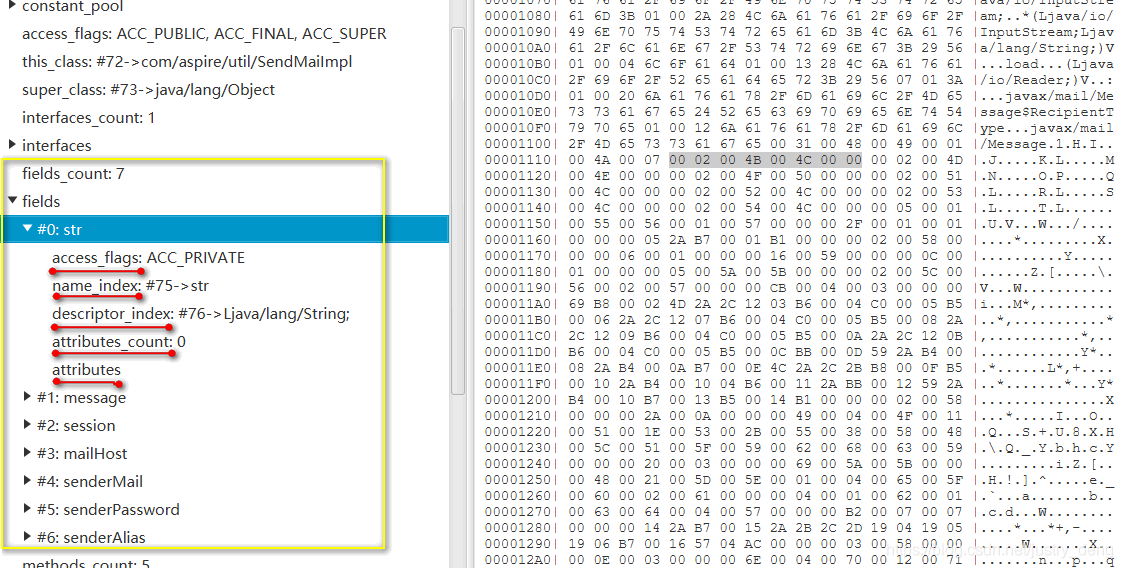 constant_pool
access_flags: ACC_PUBLIC, ACC_FINAL, ACC_SUPER
this_class: #72->com/aspire/util/SendMailImpl
super_class: #73->java/lang/Object
interfaces_count: 1
interfaces
fields_count: 7
fields
#0: str
access_flags: ACC_PRIVATE
name_index: #75->str
descriptor_index: #76->Ljava/lang/String;
attributes_count: 0
attributes
#1: message
#2: session
#3: mailHost
#4: senderMail
#5: senderPassword
#6: senderAlias
methods_count: 5
00001070| 61 76 61 2F 69 6F 2F 49 6E 70 75 74 53 74 72 65 |ava/io/InputStre
00001080| 61 6D 3B 01 00 2A 28 4C 6A 61 76 61 2F 69 6F 2F |am;..*(Ljava/io/
00001090| 49 6E 70 75 74 53 74 72 65 61 6D 3B 4C 6A 61 76 |InputStream;Ljav
000010A0| 61 2F 6C 61 6E 67 2F 53 74 72 69 6E 67 3B 29 56 |a/lang/String;)V
000010B0| 01 00 04 6C 6F 61 64 01 00 13 28 4C 6A 61 76 61 |...load...(Ljava
000010C0| 2F 69 6F 2F 52 65 61 64 65 72 3B 29 56 07 01 3A |/io/Reader;)V..:
000010D0| 01 00 20 6A 61 76 61 78 2F 6D 61 69 6C 2F 4D 65 |...javax/mail/Me
000010E0| 73 73 61 67 65 24 52 65 63 69 70 69 65 6E 74 54 |ssage$RecipientT
000010F0| 79 70 65 01 00 12 6A 61 76 61 78 2F 6D 61 69 6C |ype...javax/mail
00001100| 2F 4D 65 73 73 61 67 65 00 31 00 48 00 49 00 01 |/Message.1.H.I..
00001110| 00 4A 00 07 00 02 00 4B 00 4C 00 00 00 02 00 4D |.J.....K.L.....M
00001120| 00 4E 00 00 00 02 00 4F 00 50 00 00 00 02 00 51 |.N.....O.P.....Q
00001130| 00 4C 00 00 00 02 00 52 00 4C 00 00 00 02 00 53 |.L.....R.L.....S
00001140| 00 4C 00 00 00 02 00 54 00 4C 00 00 00 05 00 01 |.L.....T.L......
00001150| 00 55 00 56 00 01 00 57 00 00 00 2F 00 01 00 01 |.U.V...W.../....
00001160| 00 00 00 05 2A B7 00 01 B1 00 00 00 02 00 58 00 |....*.........X.
00001170| 00 00 06 00 01 00 00 00 16 00 59 00 00 00 0C 00 |..........Y.....
00001180| 01 00 00 00 05 00 5A 00 5B 00 00 00 02 00 5C 00 |......Z.[.....\.
00001190| 56 00 02 00 57 00 00 00 CB 00 04 00 03 00 00 00 |V...W...........
000011A0| 69 B8 00 02 4D 2A 2C 12 03 B6 00 04 C0 00 05 B5 |i...M*,.........
000011B0| 00 06 2A 2C 12 07 B6 00 04 C0 00 05 B5 00 08 2A |..*,...........*
000011C0| 2C 12 09 B6 00 04 C0 00 05 B5 00 0A 2A 2C 12 0B |,...........*,..
000011D0| B6 00 04 C0 00 05 B5 00 0C BB 00 0D 59 2A B4 00 |............Y*..
000011E0| 08 2A B4 00 0A B7 00 0E 4C 2A 2C 2B B8 00 0F B5 |.*......L*,+....
000011F0| 00 10 2A B4 00 10 04 B6 00 11 2A BB 00 12 59 2A |..*.......*...Y*
00001200| B4 00 10 B7 00 13 B5 00 14 B1 00 00 00 02 00 58 |...............X
00001210| 00 00 00 2A 00 0A 00 00 00 49 00 04 00 4F 00 11 |...*.....I...O..
00001220| 00 51 00 1E 00 53 00 2B 00 55 00 38 00 58 00 48 |.Q...S.+.U.8.X.H
00001230| 00 5C 00 51 00 5F 00 59 00 62 00 68 00 63 00 59 |.\.Q._.Y.b.h.c.Y
00001240| 00 00 00 20 00 03 00 00 00 69 00 5A 00 5B 00 00 |.........i.Z.[..
00001250| 00 48 00 21 00 5D 00 5E 00 01 00 04 00 65 00 5F |.H.!.].^.....e._
00001260| 00 60 00 02 00 61 00 00 00 04 00 01 00 62 00 01 |.`...a.......b..
00001270| 00 63 00 64 00 04 00 57 00 00 00 B2 00 07 00 07 |.c.d...W........
00001280| 00 00 00 14 2A B7 00 15 2A 2B 2C 2D 19 04 19 05 |....*...*+,-....
00001290| 19 06 B7 00 16 57 04 AC 00 00 00 03 00 58 00 00 |.....W.......X..
000012A0| 00 0E 00 03 00 00 00 6E 00 04 00 70 00 12 00 71 |.......n...p...q